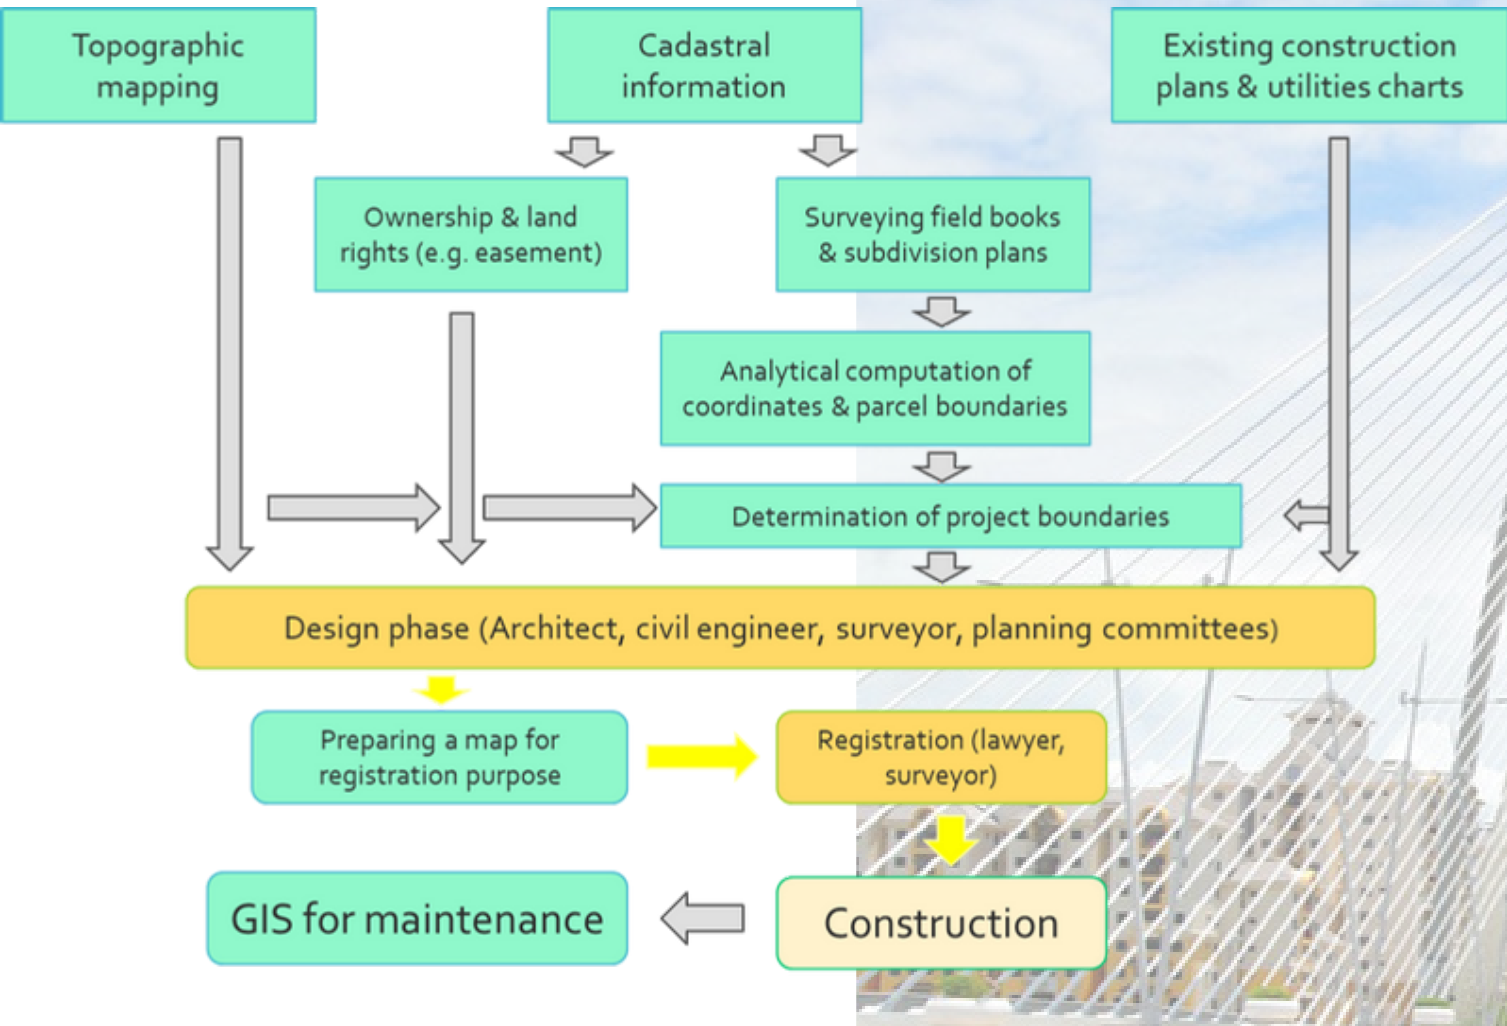 Topographic
mapping
Cadastral
information
Existing construction
plans & utilities charts
Ownership & land
rights (e.g. easement)
Surveying field books
& subdivision plans
Analytical computation of
coordinates & parcel boundaries
Determination of project boundaries
Design phase (Architect, civil engineer, surveyor, planning committees)
Preparing a map for
registration purpose
Registration (lawyer,
surveyor)
GIS for maintenance
Construction